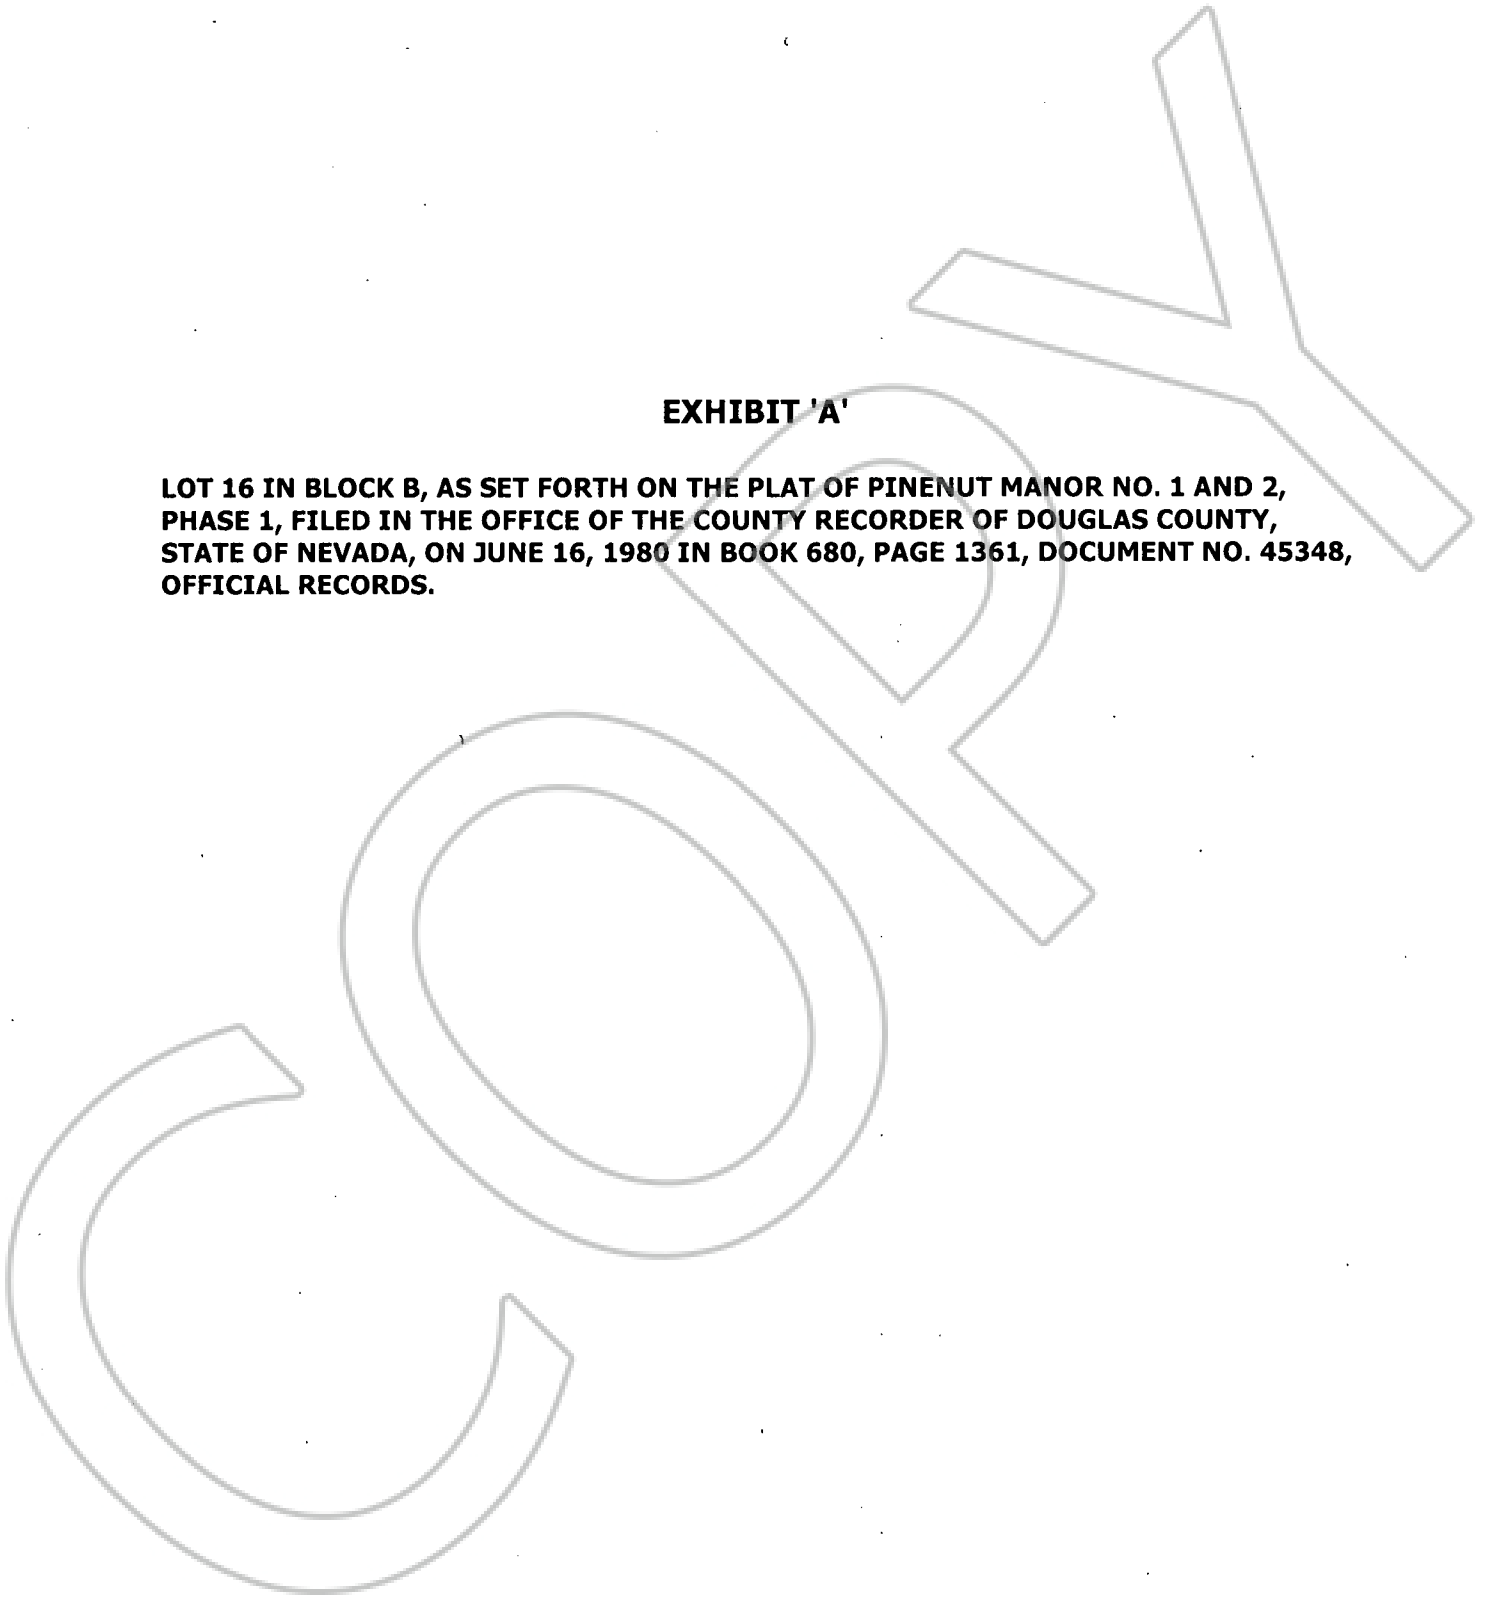 EXHIBIT 'A'
LOT 16 IN BLOCK B, AS SET FORTH ON THE PLAT OF PINENUT MANOR NO. 1 AND 2,
PHASE 1, FILED IN THE OFFICE OF THE COUNTY RECORDER OF DOUGLAS COUNTY,
STATE OF NEVADA, ON JUNE 16, 1980 IN BOOK 680, PAGE 1361, DOCUMENT NO. 45348,
OFFICIAL RECORDS.
COPY